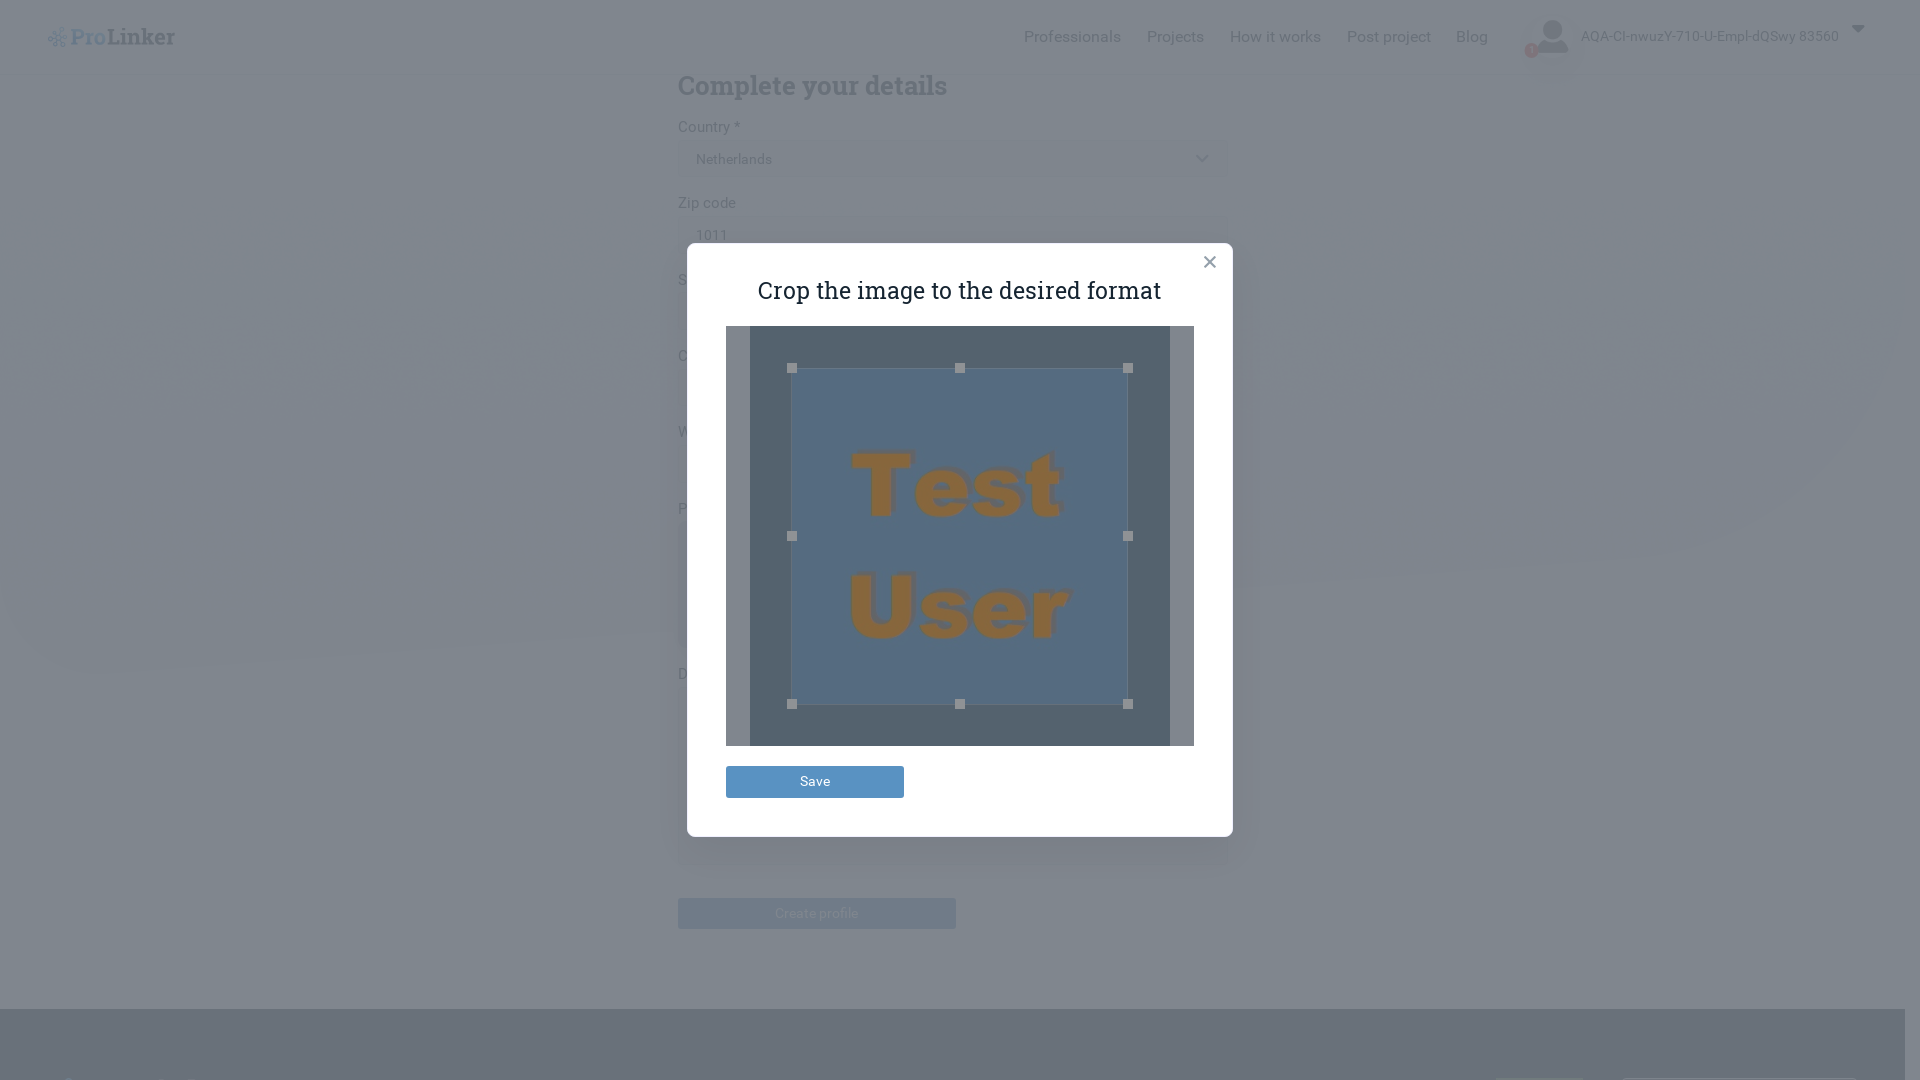 ProLinker
Professionals
Projects
How it works
Post project
Blog
1
AQA-CI-nwuzY-710-U-Empl-dQSwy 83560
Complete your details
Country *
Netherlands
Zip code
1011
S
C
W
P
D
Crop the image to the desired format
Test
User
Save
Create profile